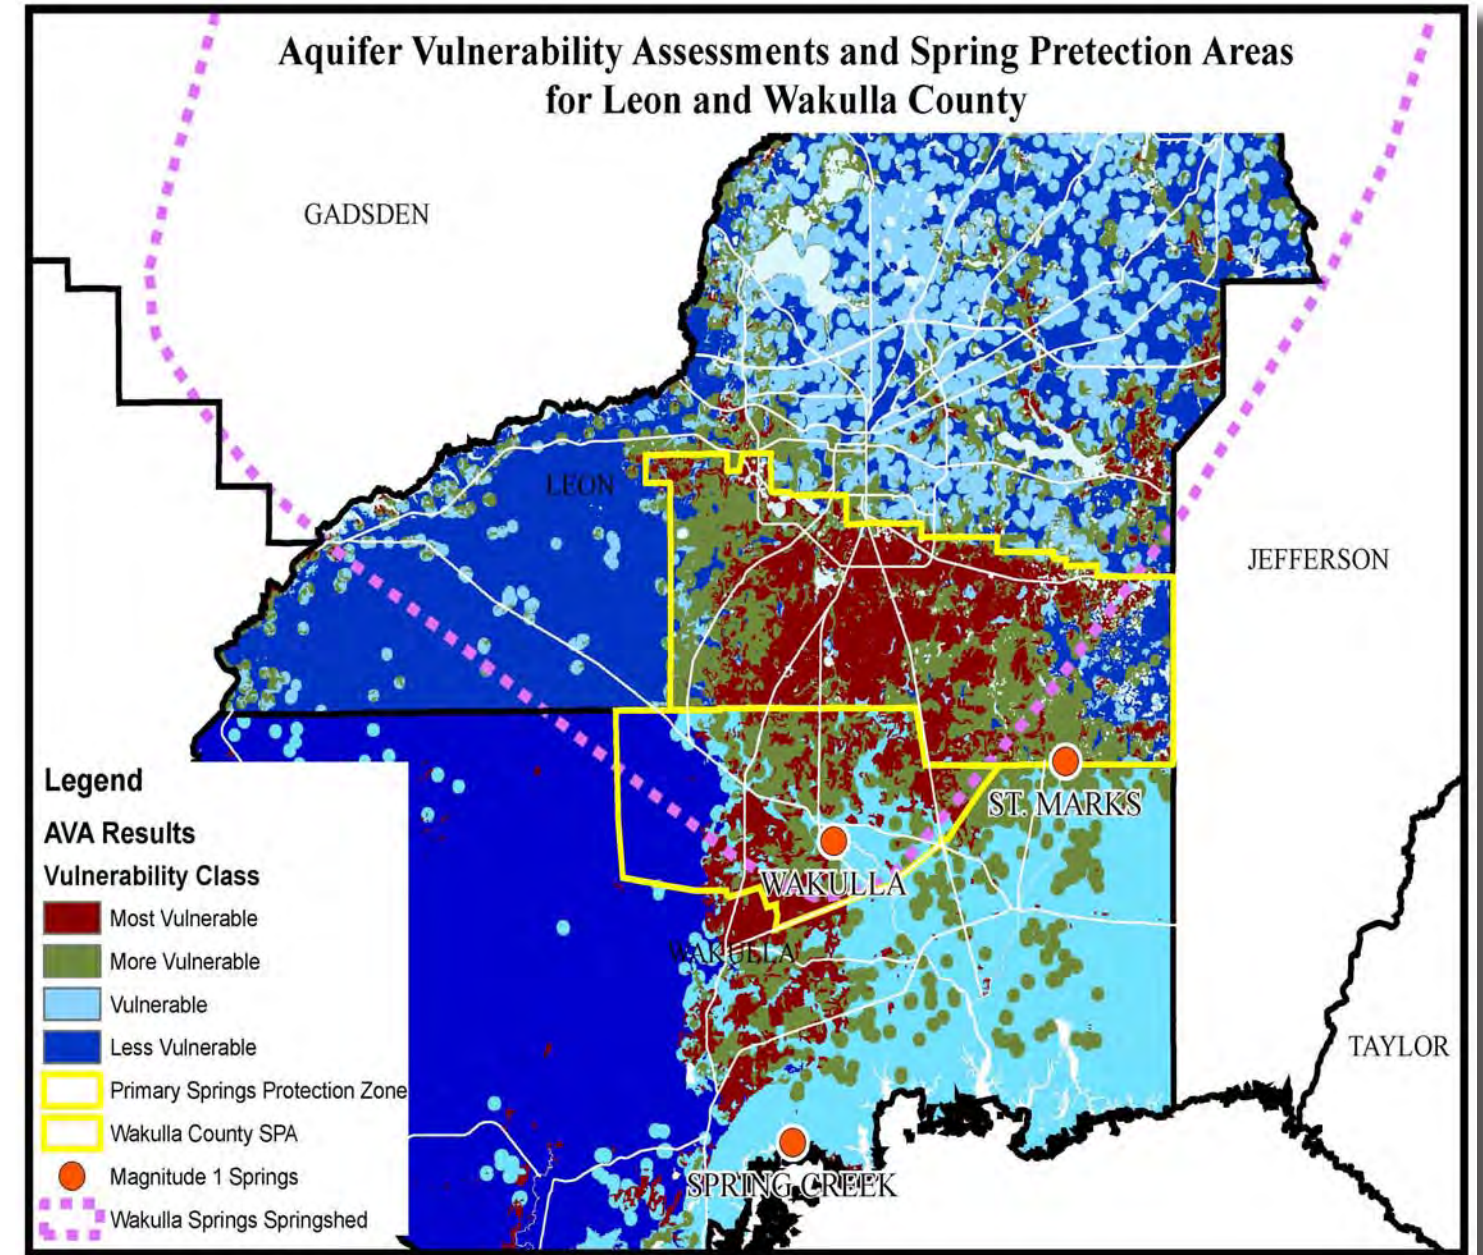 Aquifer Vulnerability Assessments and Spring Pretection Areas
for Leon and Wakulla County
GADSDEN
LEON
JEFFERSON
ST. MARKS
WAKULLA
WAKULLA
TAYLOR
SPRING CREEK
Legend
AVA Results
Vulnerability Class
Most Vulnerable
More Vulnerable
Vulnerable
Less Vulnerable
Primary Springs Protection Zone
Wakulla County SPA
Magnitude 1 Springs
Wakulla Springs Springshed